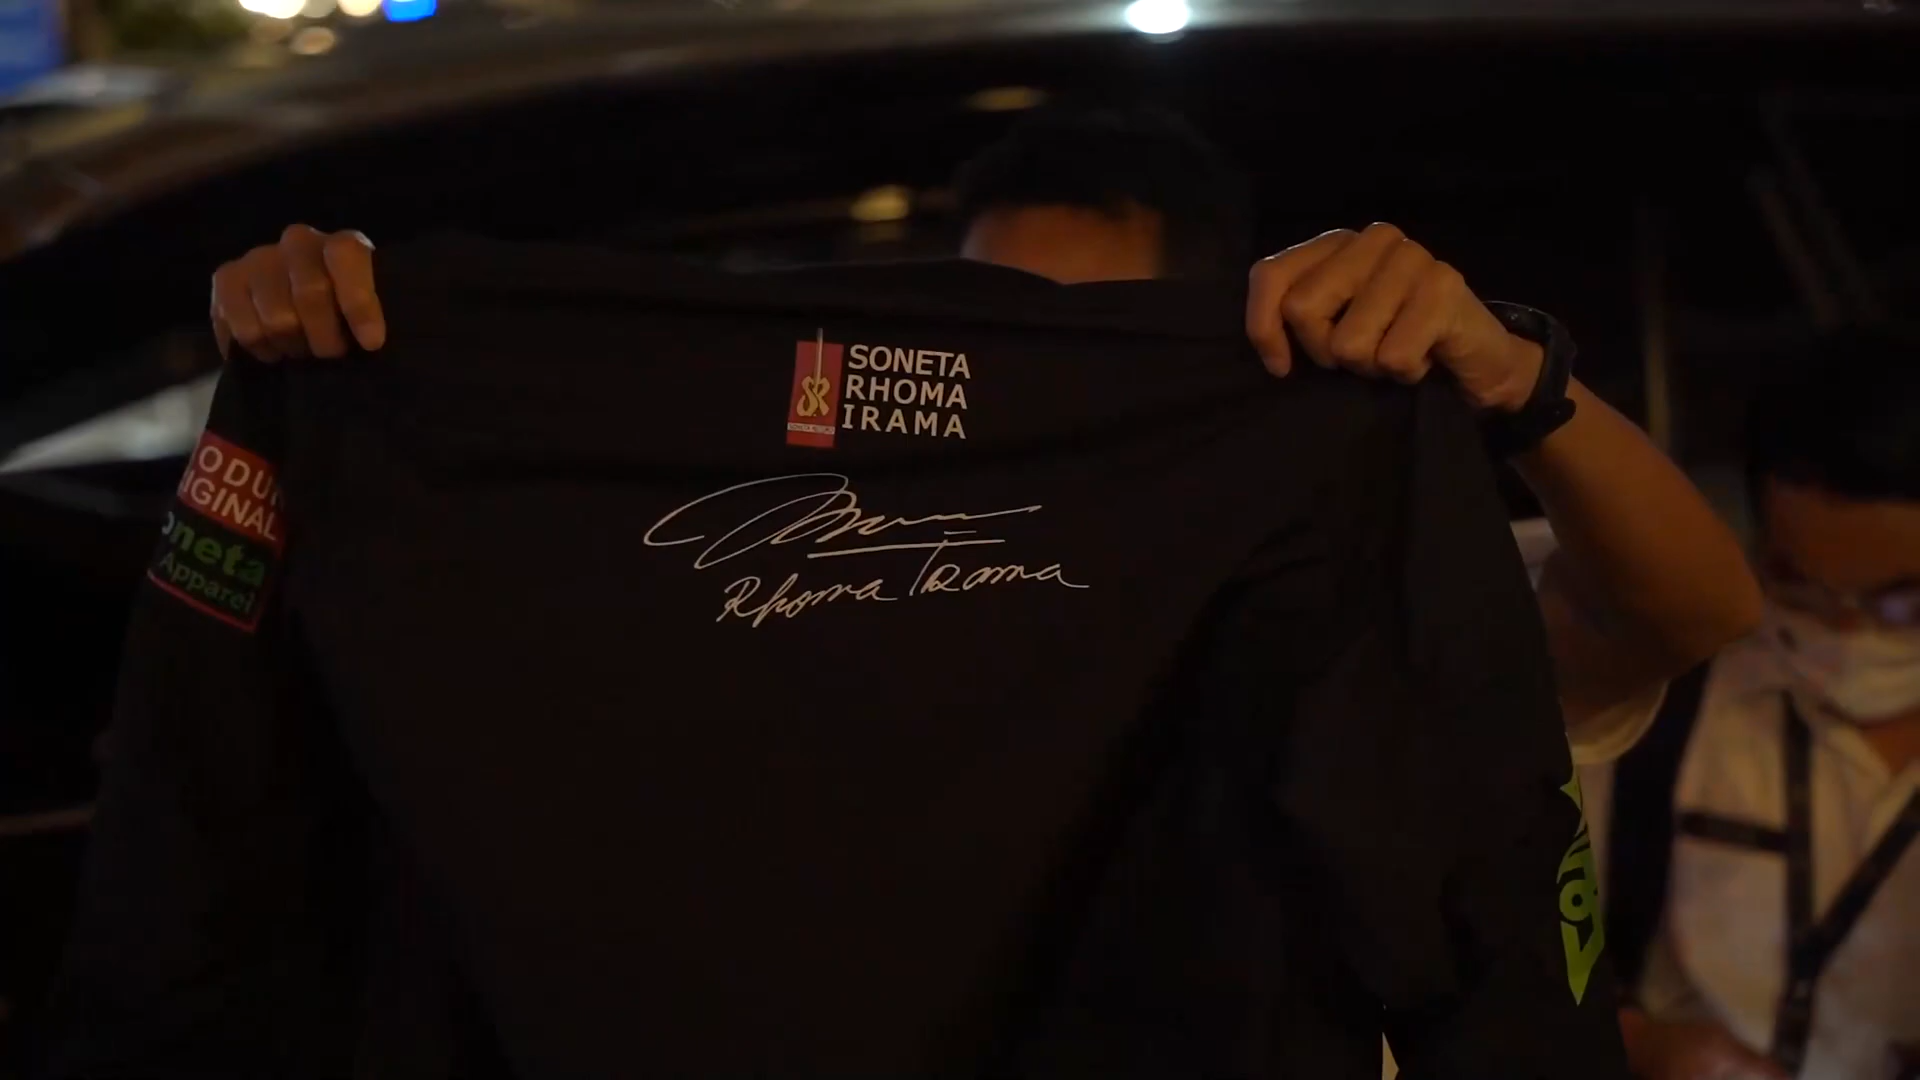 SONETA
RHOMA
IRAMA
Rhoma Irama
ODUK
IGINAL
oneta
Apparel